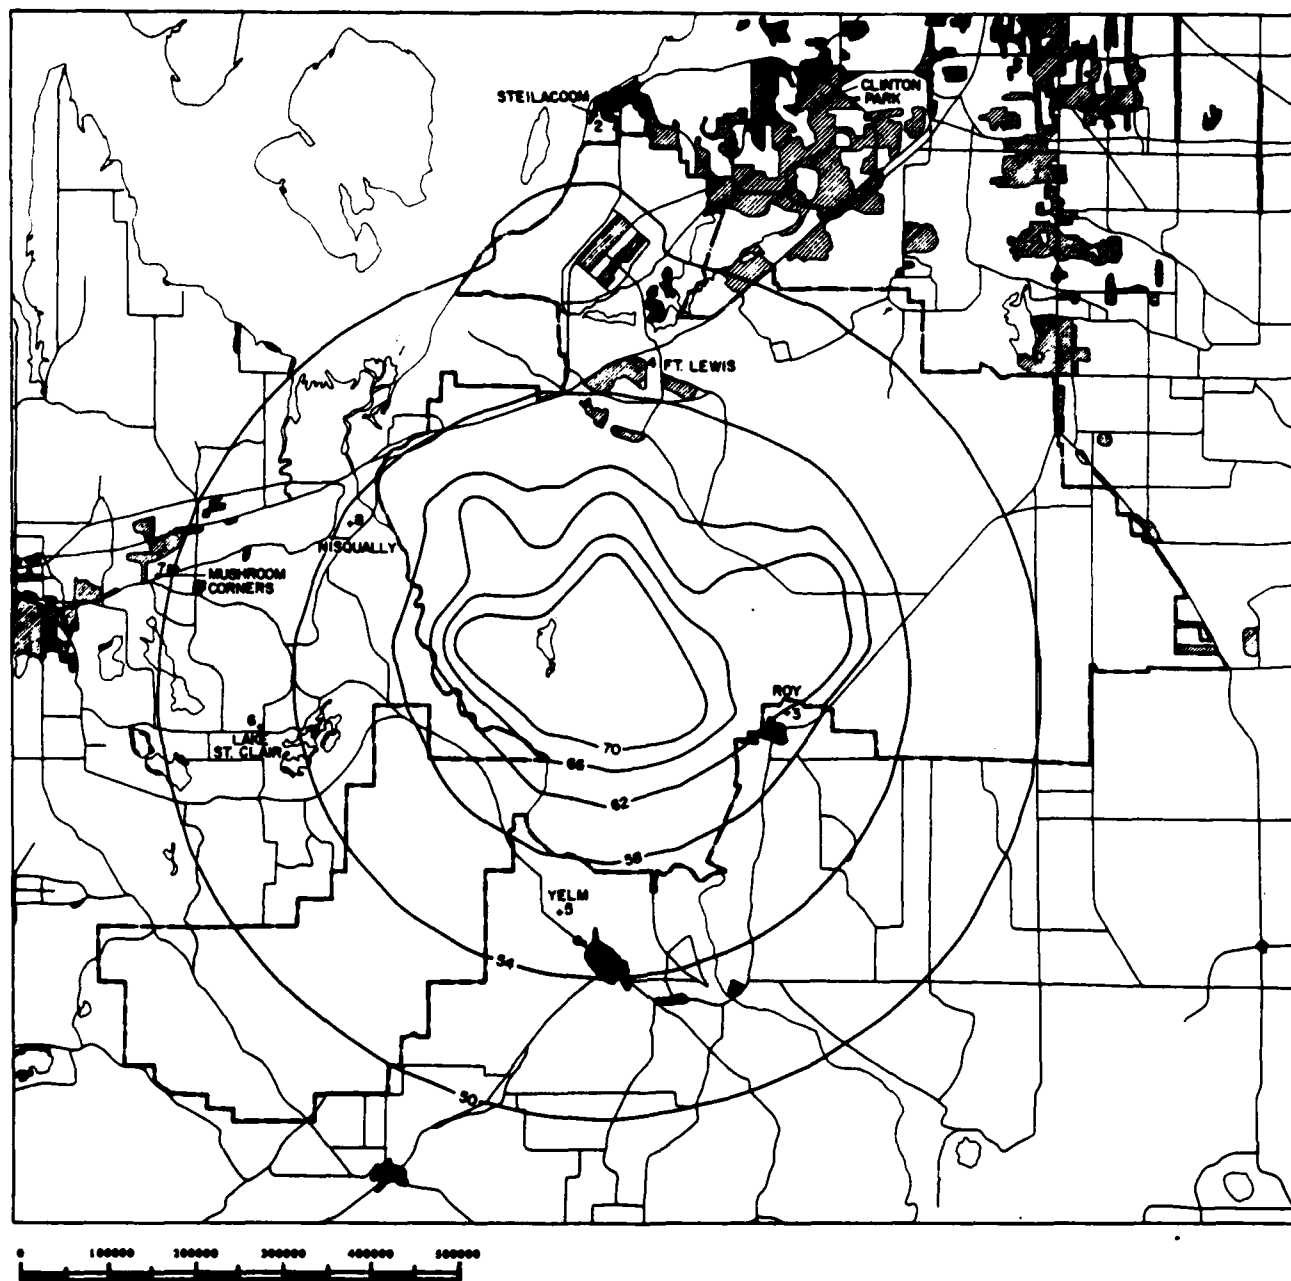 STEILACOOM
2
CLINTON
PARK
4 FT. LEWIS
8
NISQUALLY
7
MUSHROOM
CORNERS
ROY
3
6
LAKE
ST. CLAIR
70
66
62
58
YELM
5
54
50
0 100000 200000 300000 400000 500000